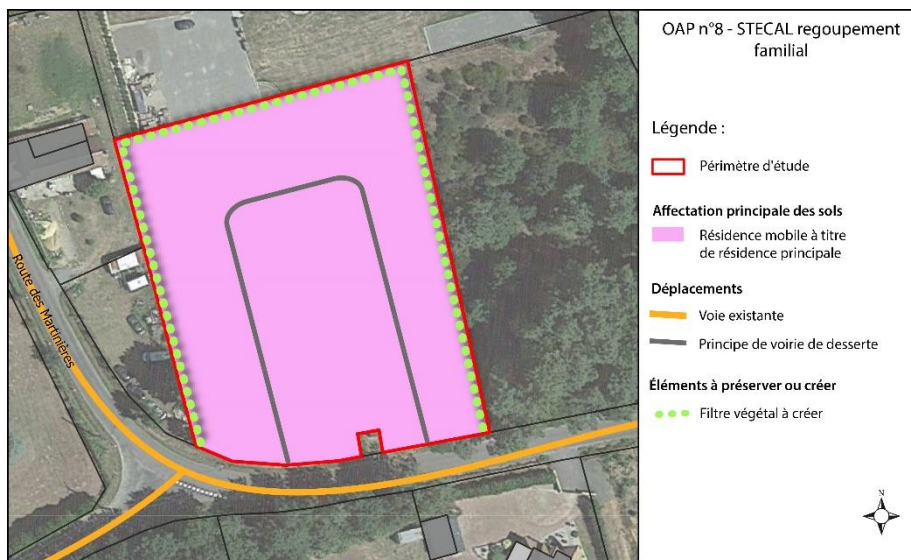 OAP n°8 - STECAL regoupement
familial
Légende :
Périmètre d'étude
Affectation principale des sols
Résidence mobile à titre
de résidence principale
Déplacements
Voie existante
Principe de voirie de desserte
Éléments à préserver ou créer
Filtre végétal à créer
Route des Martinières
N